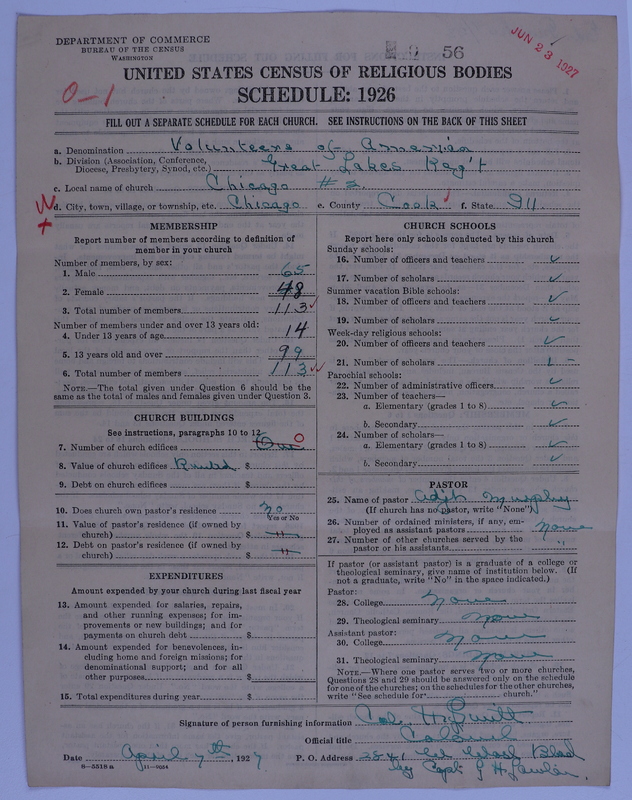 DEPARTMENT OF COMMERCE
BUREAU OF THE CENSUS
WASHINGTON
9 56
JUN 23 1927
UNITED STATES CENSUS OF RELIGIOUS BODIES
SCHEDULE: 1926
0-1
FILL OUT A SEPARATE SCHEDULE FOR EACH CHURCH. SEE INSTRUCTIONS ON THE BACK OF THIS SHEET
a. Denomination Volunteers of America
b. Division (Association, Conference, Diocese, Presbytery, Synod, etc.) Great Lakes Reg't
c. Local name of church Chicago # 2.
d. City, town, village, or township, etc. Chicago e. County Cook f. State Ill.
MEMBERSHIP
Report number of members according to definition of
member in your church
Number of members, by sex:
1. Male 65
2. Female 48
3. Total number of members 113
Number of members under and over 13 years old:
4. Under 13 years of age 14
5. 13 years old and over 99
6. Total number of members 113
NOTE.—The total given under Question 6 should be the
same as the total of males and females given under Question 3.
CHURCH BUILDINGS
See instructions, paragraphs 10 to 12
7. Number of church edifices One 0
8. Value of church edifices Rented $
9. Debt on church edifices $
10. Does church own pastor's residence? no
Yes or No
11. Value of pastor's residence (if owned by
church) $ "
12. Debt on pastor's residence (if owned by
church) $ "
EXPENDITURES
Amount expended by your church during last fiscal year
13. Amount expended for salaries, repairs,
and other running expenses; for im-
provements or new buildings; and for
payments on church debt $
14. Amount expended for benevolences, in-
cluding home and foreign missions; for
denominational support; and for all
other purposes $
15. Total expenditures during year $
CHURCH SCHOOLS
Report here only schools conducted by this church
Sunday schools:
16. Number of officers and teachers ✓
17. Number of scholars ✓
Summer vacation Bible schools:
18. Number of officers and teachers ✓
19. Number of scholars ✓
Week-day religious schools:
20. Number of officers and teachers ✓
21. Number of scholars
Parochial schools:
22. Number of administrative officers ✓
23. Number of teachers—
a. Elementary (grades 1 to 8) ✓
b. Secondary ✓
24. Number of scholars—
a. Elementary (grades 1 to 8) ✓
b. Secondary ✓
PASTOR
25. Name of pastor Adjt Murphy
(If church has no pastor, write "None")
26. Number of ordained ministers, if any, em-
ployed as assistant pastors None
27. Number of other churches served by the
pastor or his assistants "
If pastor (or assistant pastor) is a graduate of a college or
theological seminary, give name of institution below. (If
not a graduate, write "No" in the space indicated.)
Pastor:
28. College None
29. Theological seminary None
Assistant pastor:
30. College None
31. Theological seminary None
NOTE.—Where one pastor serves two or more churches,
Questions 28 and 29 should be answered only on the schedule
for one of the churches; on the schedules for the other churches,
write "See schedule for church."
Signature of person furnishing information Col.
Official title Colonel
Date April 7th, 1927 P. O. Address Blvd
8-5518 a
by Capt G H